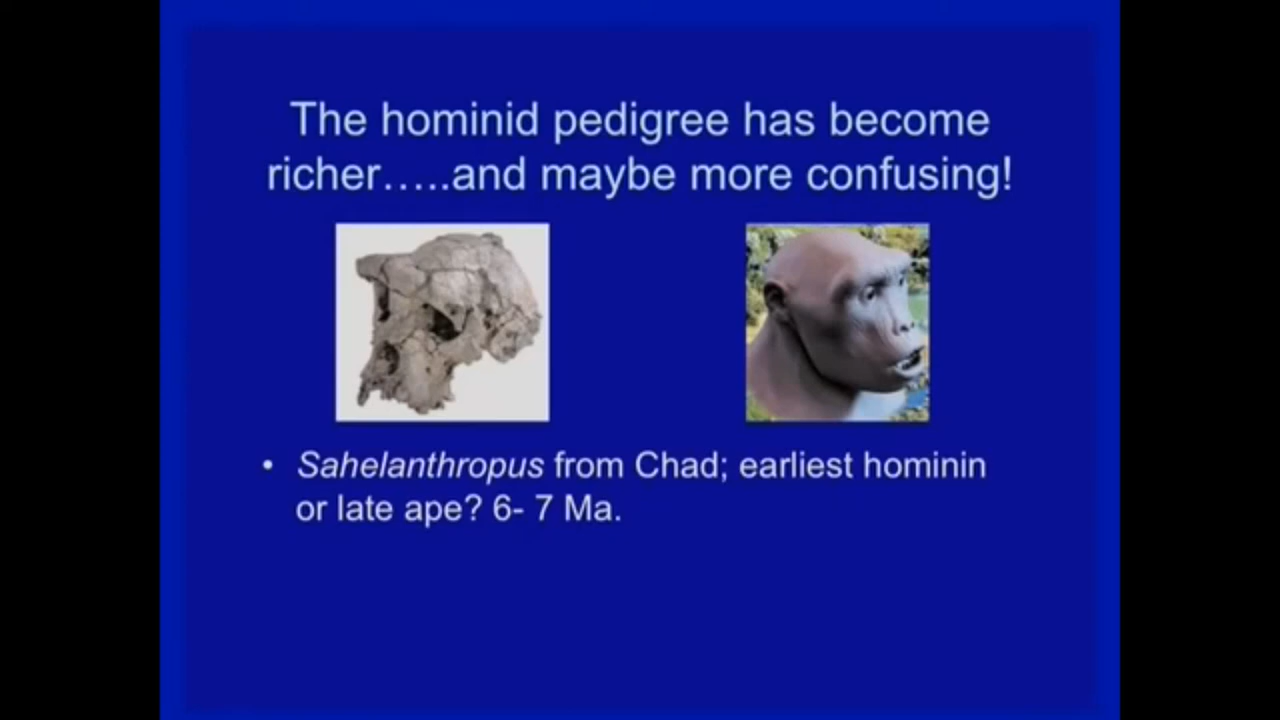 The hominid pedigree has become
richer…..and maybe more confusing!
• Sahelanthropus from Chad; earliest hominin
or late ape? 6- 7 Ma.